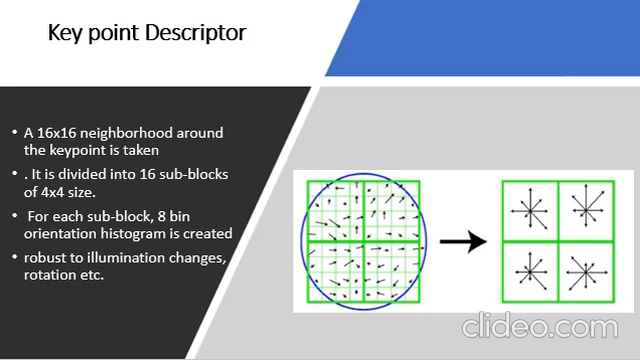 Key point Descriptor
• A 16x16 neighborhood around
the keypoint is taken
• . It is divided into 16 sub-blocks
of 4x4 size.
• For each sub-block, 8 bin
orientation histogram is created
• robust to illumination changes,
rotation etc.
clideo.com